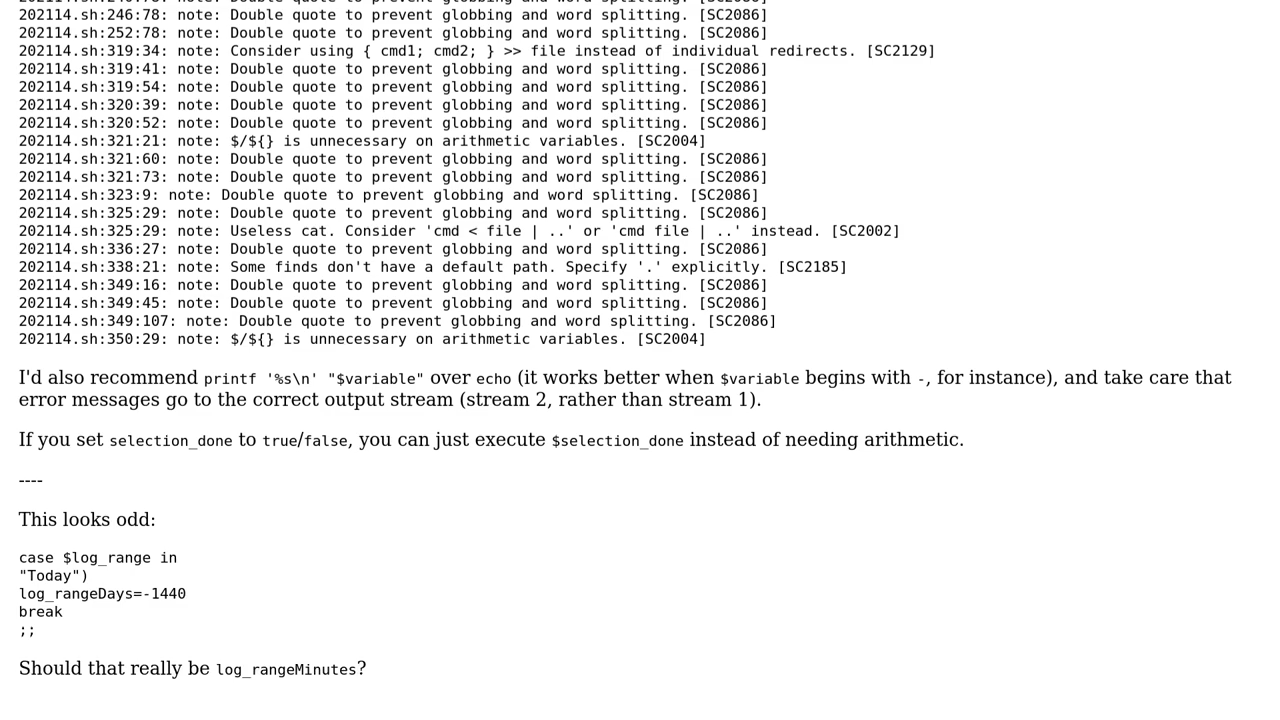 202114.sh:246:78: note: Double quote to prevent globbing and word splitting. [SC2086]
202114.sh:252:78: note: Double quote to prevent globbing and word splitting. [SC2086]
202114.sh:319:34: note: Consider using { cmd1; cmd2; } >> file instead of individual redirects. [SC2129]
202114.sh:319:41: note: Double quote to prevent globbing and word splitting. [SC2086]
202114.sh:319:54: note: Double quote to prevent globbing and word splitting. [SC2086]
202114.sh:320:39: note: Double quote to prevent globbing and word splitting. [SC2086]
202114.sh:320:52: note: Double quote to prevent globbing and word splitting. [SC2086]
202114.sh:321:21: note: $/${} is unnecessary on arithmetic variables. [SC2004]
202114.sh:321:60: note: Double quote to prevent globbing and word splitting. [SC2086]
202114.sh:321:73: note: Double quote to prevent globbing and word splitting. [SC2086]
202114.sh:323:9: note: Double quote to prevent globbing and word splitting. [SC2086]
202114.sh:325:29: note: Double quote to prevent globbing and word splitting. [SC2086]
202114.sh:325:29: note: Useless cat. Consider 'cmd < file | ..' or 'cmd file | ..' instead. [SC2002]
202114.sh:336:27: note: Double quote to prevent globbing and word splitting. [SC2086]
202114.sh:338:21: note: Some finds don't have a default path. Specify '.' explicitly. [SC2185]
202114.sh:349:16: note: Double quote to prevent globbing and word splitting. [SC2086]
202114.sh:349:45: note: Double quote to prevent globbing and word splitting. [SC2086]
202114.sh:349:107: note: Double quote to prevent globbing and word splitting. [SC2086]
202114.sh:350:29: note: $/${} is unnecessary on arithmetic variables. [SC2004]
I'd also recommend printf '%s\n' "$variable" over echo (it works better when $variable begins with -, for instance), and take care that
error messages go to the correct output stream (stream 2, rather than stream 1).
If you set selection_done to true/false, you can just execute $selection_done instead of needing arithmetic.
----
This looks odd:
case $log_range in
"Today")
log_rangeDays=-1440
break
;;
Should that really be log_rangeMinutes?